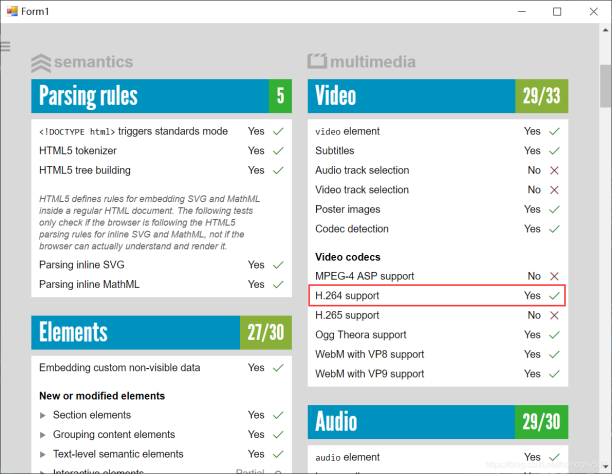 Form1
semantics
Parsing rules 5
<!DOCTYPE html> triggers standards mode Yes
HTML5 tokenizer Yes
HTML5 tree building Yes
HTML5 defines rules for embedding SVG and MathML
inside a regular HTML document. The following tests
only check if the browser is following the HTML5
parsing rules for inline SVG and MathML, not if the
browser can actually understand and render it.
Parsing inline SVG Yes
Parsing inline MathML Yes
Elements 27/30
Embedding custom non-visible data Yes
New or modified elements
Section elements Yes
Grouping content elements Yes
Text-level semantic elements Yes
Interactive elements Partial
multimedia
Video 29/33
video element Yes
Subtitles Yes
Audio track selection No
Video track selection No
Poster images Yes
Codec detection Yes
Video codecs
MPEG-4 ASP support No
H.264 support Yes
H.265 support No
Ogg Theora support Yes
WebM with VP8 support Yes
WebM with VP9 support Yes
Audio 29/30
audio element Yes